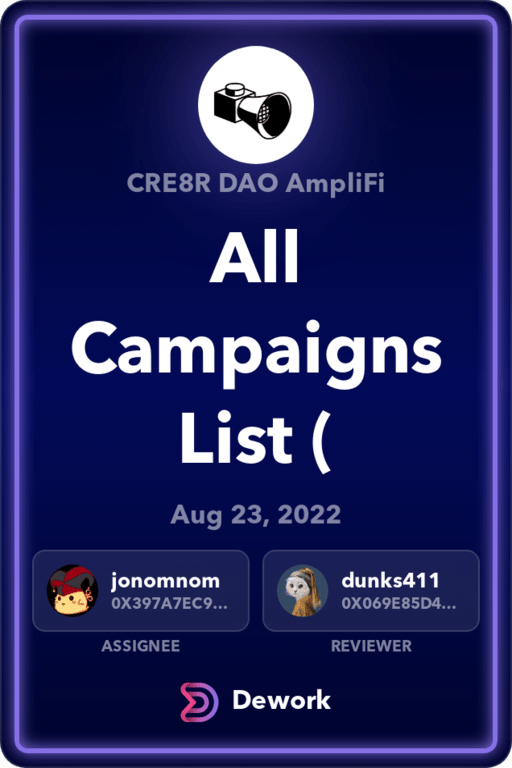 CRE8R DAO AmpliFi
All
Campaigns
List (
Aug 23, 2022
jonomnom
0X397A7EC9...
ASSIGNEE
dunks411
0X069E85D4...
REVIEWER
Dework